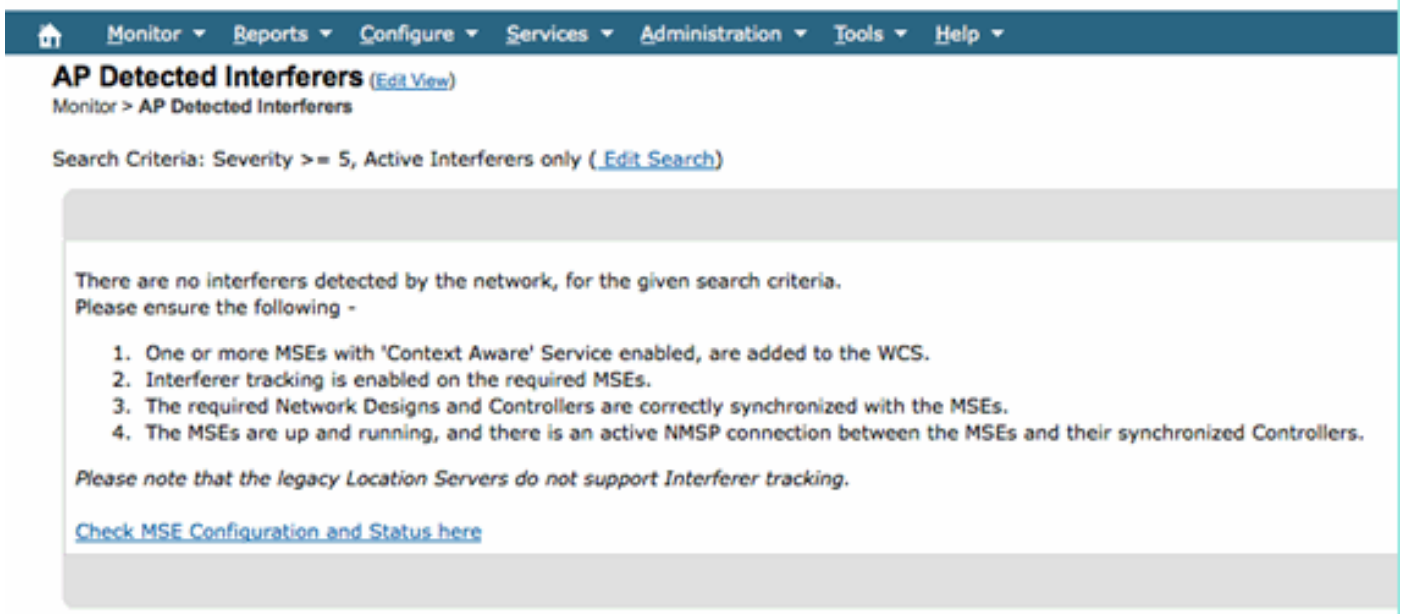 Monitor Reports Configure Services Administration Tools Help
AP Detected Interferers (Edit View)
Monitor > AP Detected Interferers
Search Criteria: Severity >= 5, Active Interferers only ( Edit Search)
There are no interferers detected by the network, for the given search criteria.
Please ensure the following -
1. One or more MSEs with 'Context Aware' Service enabled, are added to the WCS.
2. Interferer tracking is enabled on the required MSEs.
3. The required Network Designs and Controllers are correctly synchronized with the MSEs.
4. The MSEs are up and running, and there is an active NMSP connection between the MSEs and their synchronized Controllers.
Please note that the legacy Location Servers do not support Interferer tracking.
Check MSE Configuration and Status here